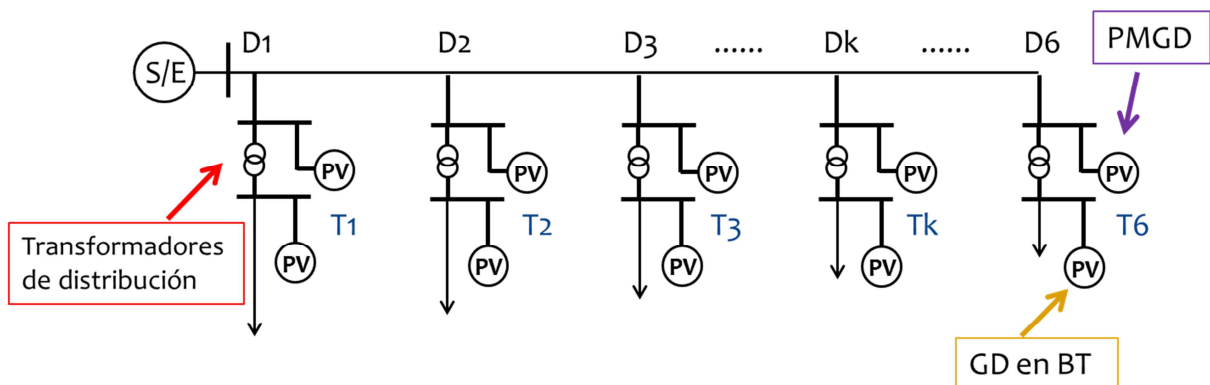 D1 D2 D3 ...... Dk ...... D6
PMGD
S/E
PV PV PV PV PV
T1 T2 T3 Tk T6
Transformadores
de distribución
PV PV PV PV PV
GD en BT